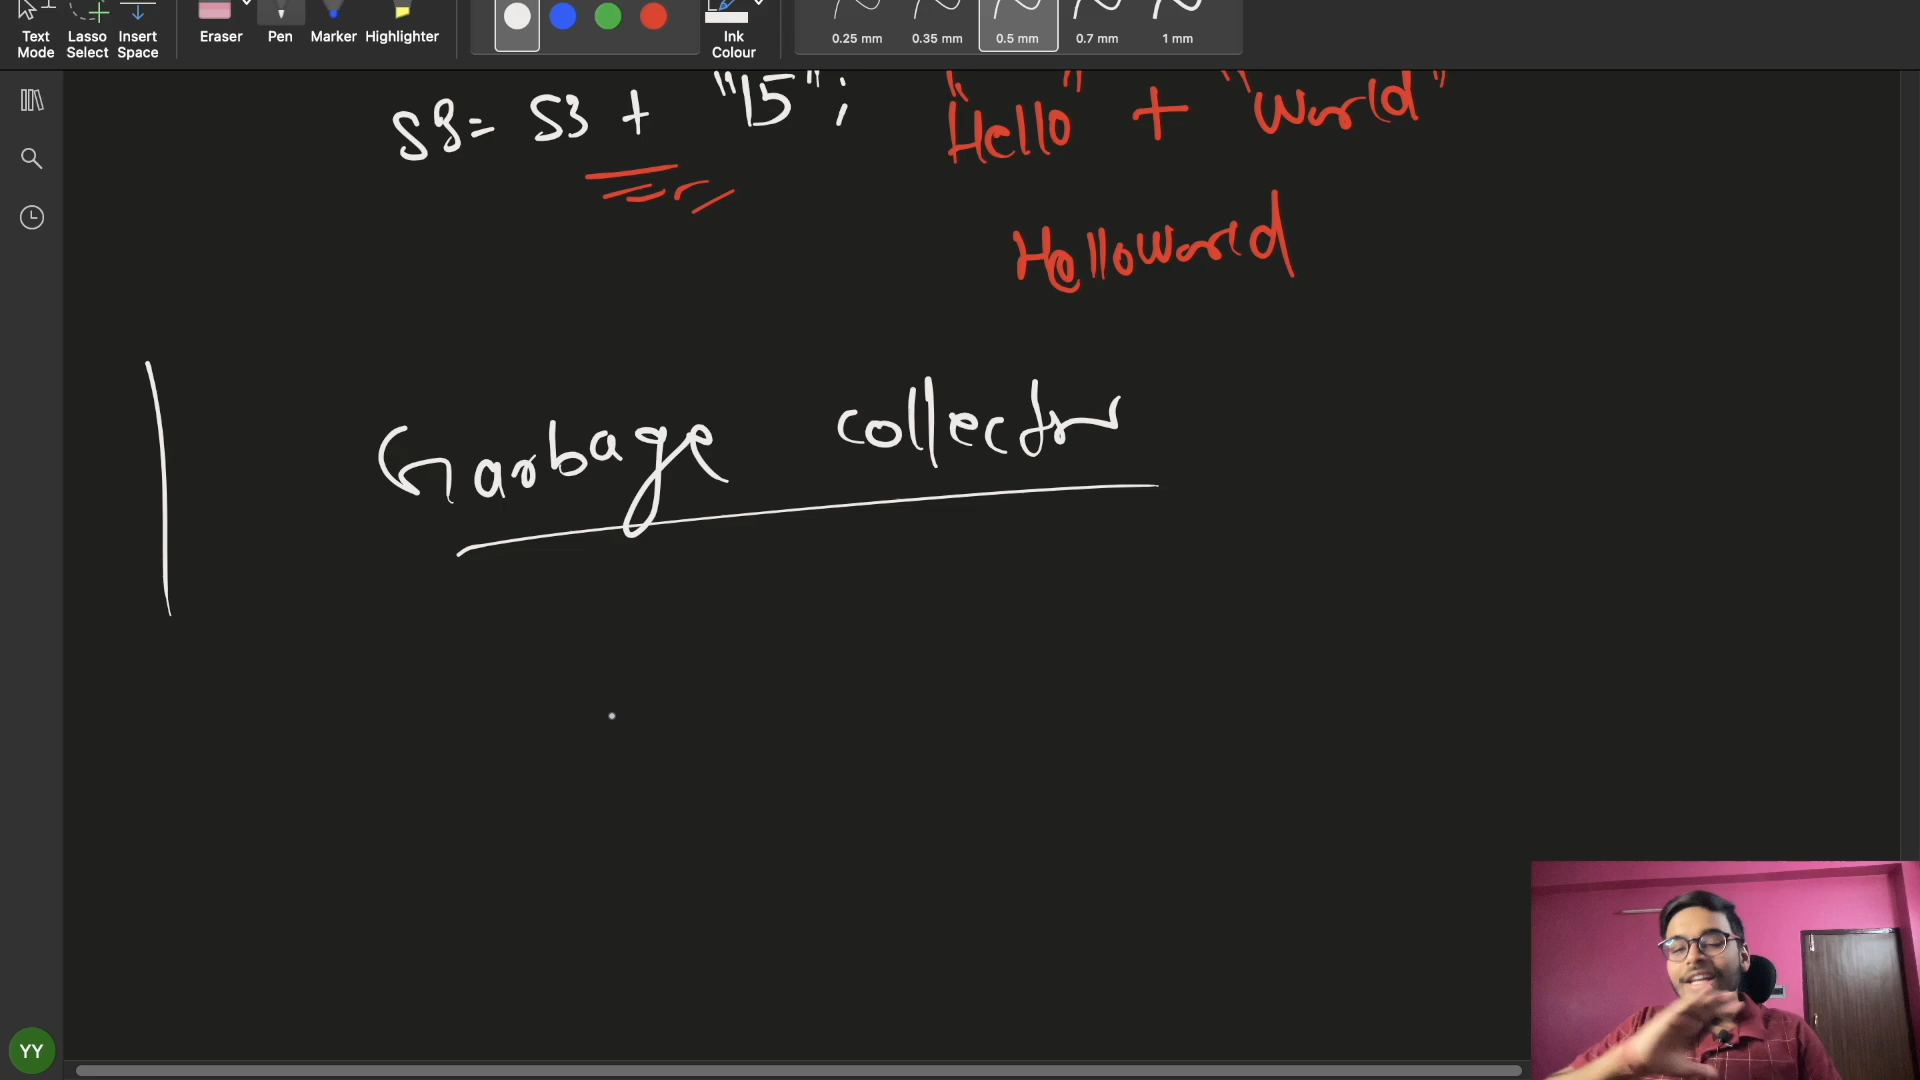 Text Mode
Lasso Select
Insert Space
Eraser
Pen
Marker
Highlighter
Ink Colour
0.25 mm
0.35 mm
0.5 mm
0.7 mm
1 mm
S8 = S3 + "15"; "Hello" + "World"
HelloWorld
Garbage collector
YY